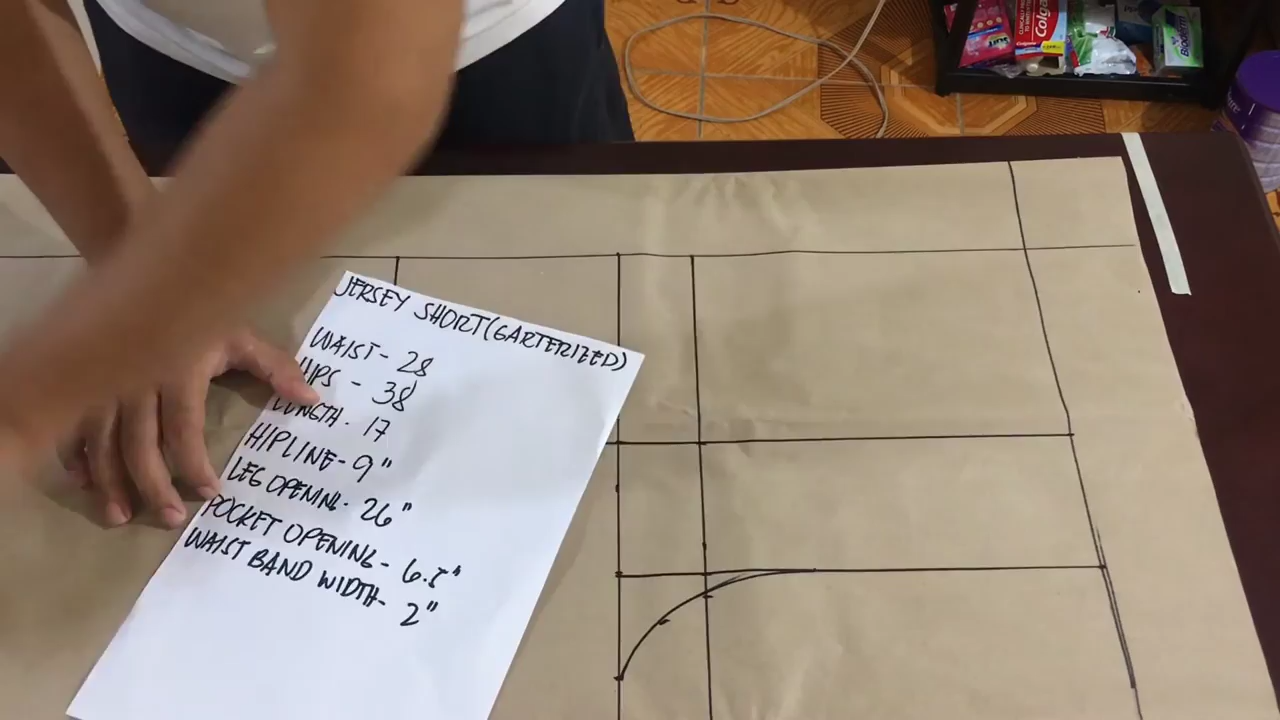 Colgate
JERSEY SHORT(GARTERIZED)
WAIST- 28
HIPS - 38
LENGTH. 17
HIPLINE- 9"
LEG OPENING. 26"
POCKET OPENING- 6.5"
WAIST BAND WIDTH- 2"